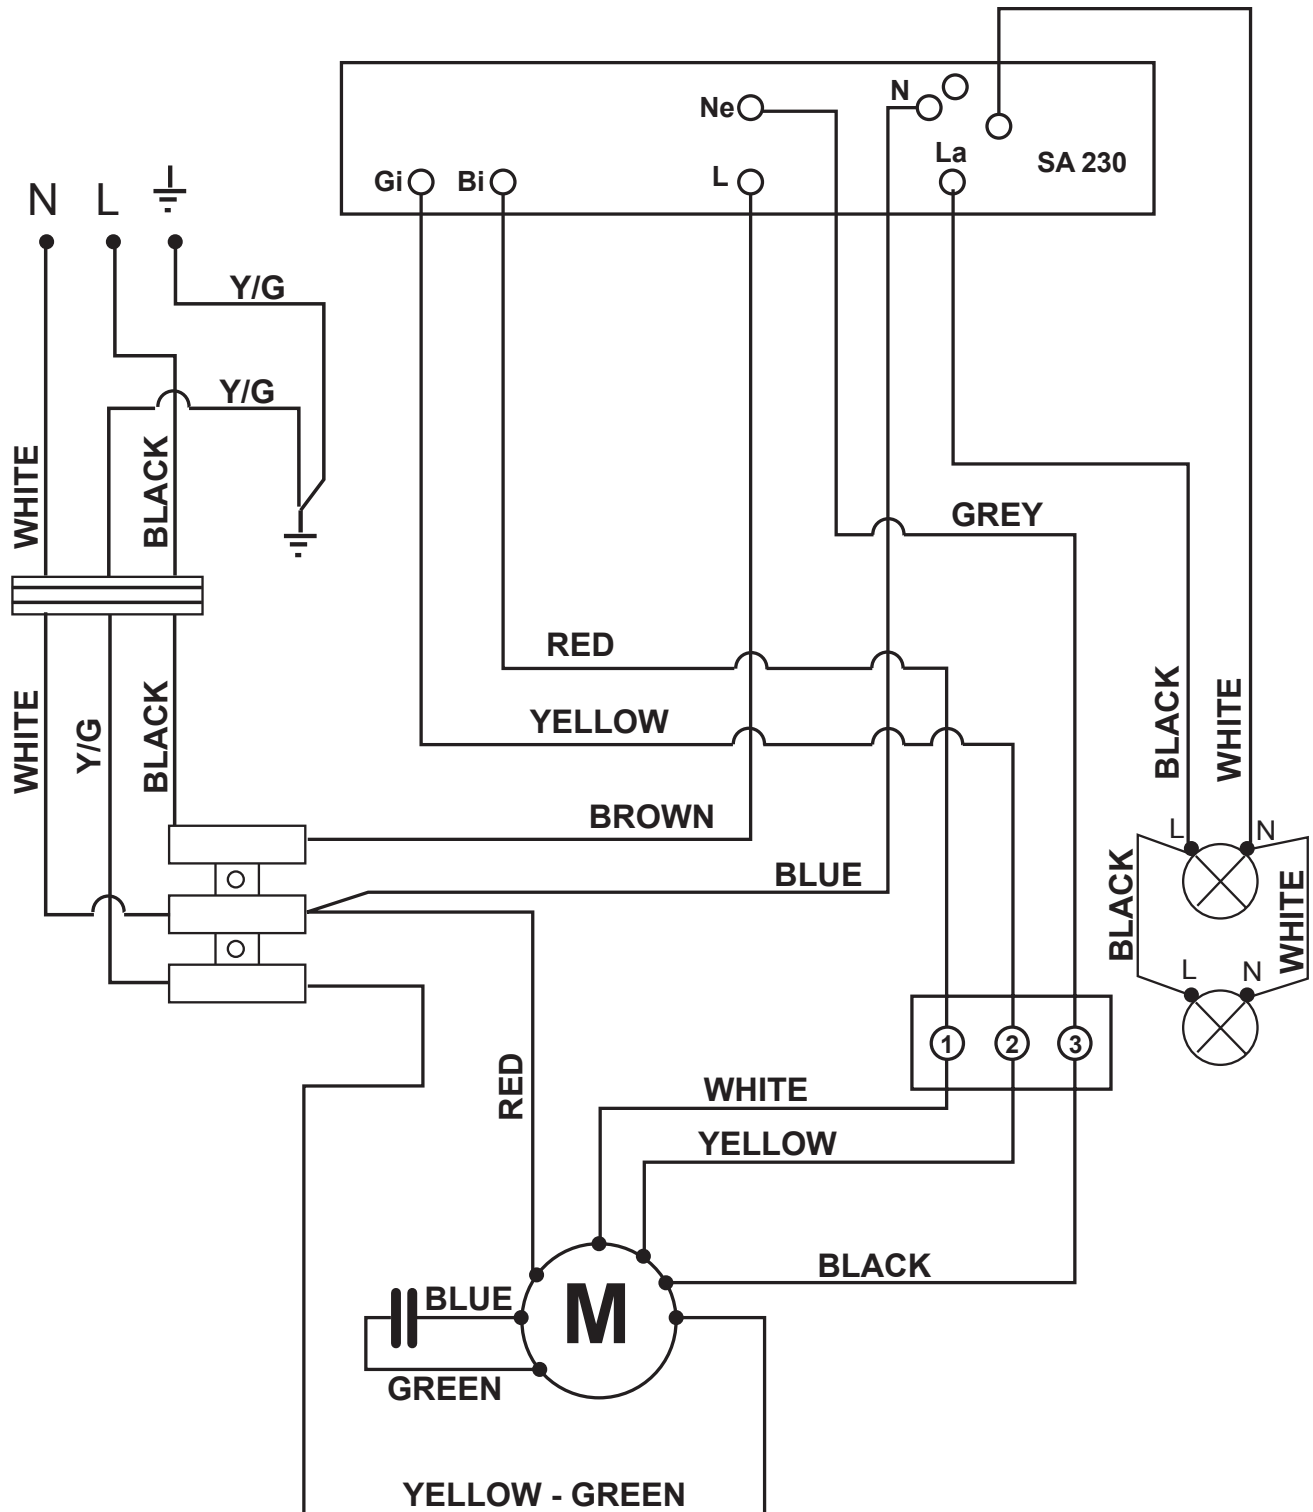 N
Ne
La
SA 230
Gi
Bi
L
N
L
Y/G
Y/G
WHITE
BLACK
GREY
RED
YELLOW
WHITE
Y/G
BLACK
BLACK
WHITE
BROWN
L
N
BLUE
BLACK
WHITE
L
N
1
2
3
RED
WHITE
YELLOW
BLACK
BLUE
M
GREEN
YELLOW - GREEN